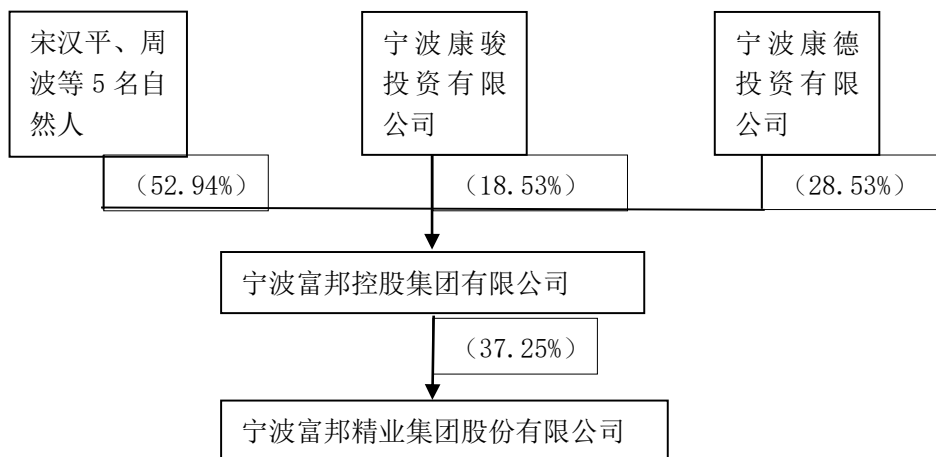 宋汉平、周
波等 5 名自
然人
宁波康骏
投资有限
公司
宁波康德
投资有限
公司
（52.94%）
（18.53%）
（28.53%）
宁波富邦控股集团有限公司
（37.25%）
宁波富邦精业集团股份有限公司